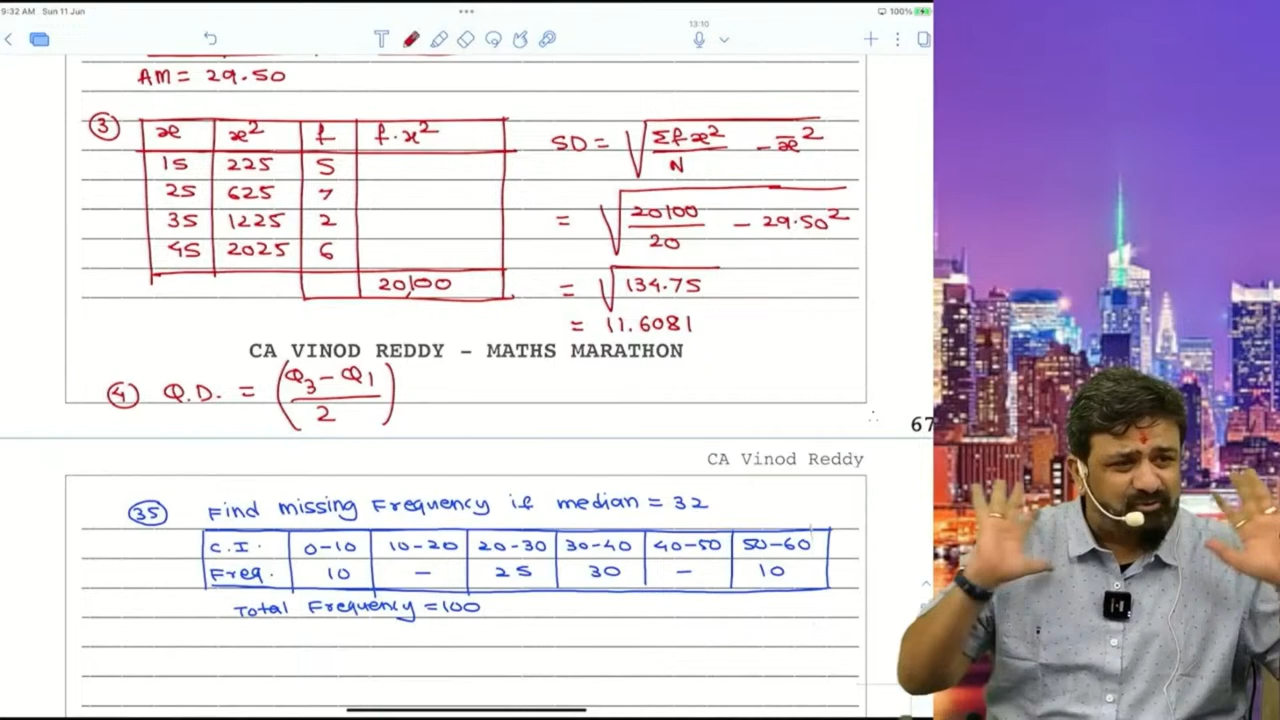 9:32 AM Sun 11 Jun
100%
13:10
AM = 29.50
③
x x² f f·x²
15 225 5
25 625 7
35 1225 2
45 2025 6
20100
SD = √(Σfx²/N − x̄²)
= √(20100/20 − 29.50²)
= √134.75
= 11.6081
CA VINOD REDDY - MATHS MARATHON
④ Q.D. = (Q₃ − Q₁ / 2)
67
CA Vinod Reddy
㉟ Find missing Frequency if median = 32
C.I. 0-10 10-20 20-30 30-40 40-50 50-60
Freq. 10 — 25 30 — 10
Total Frequency = 100